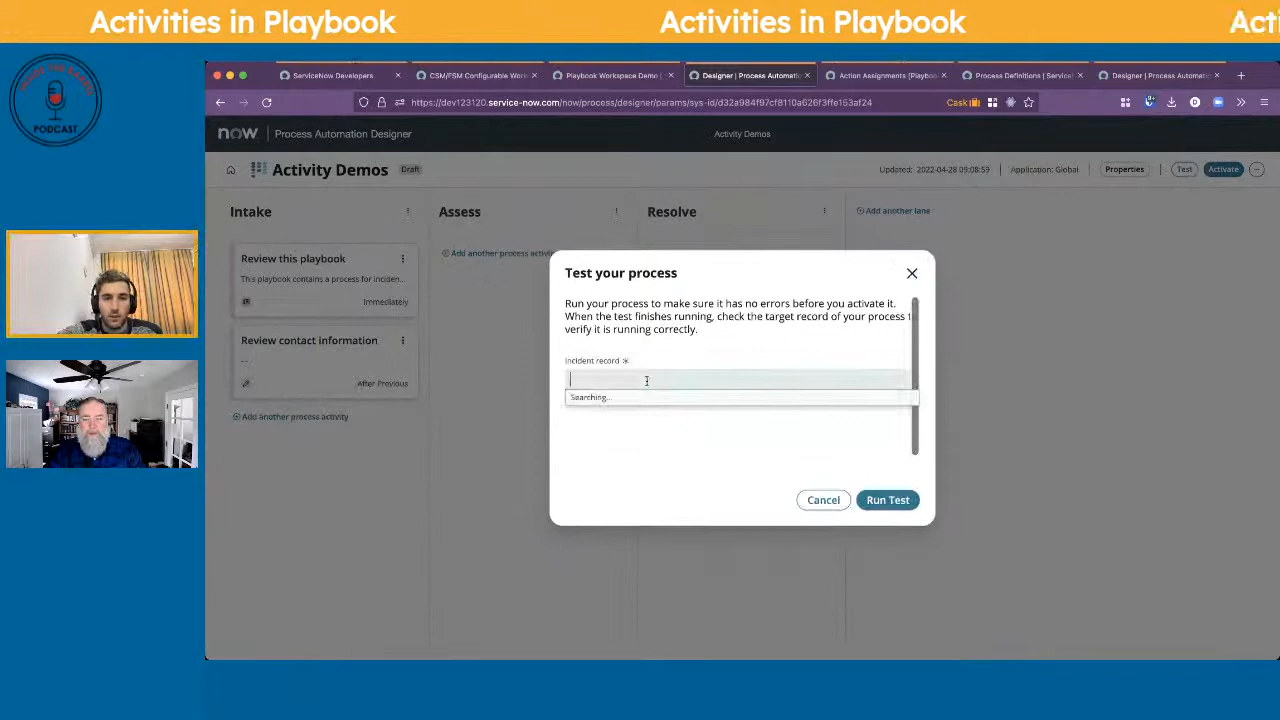 Activities in Playbook
Activities in Playbook
Acti
PODCAST
ServiceNow Developers
CSM/FSM Configurable Work
Playbook Workspace Demo |
Designer | Process Automatio
Action Assignments [Playboo
Process Definitions | Service
Designer | Process Automatio
https://dev123120.service-now.com/now/process/designer/params/sys-id/d32a984f97cf8110a626f3ffe153af24
Cask
now
Process Automation Designer
Activity Demos
Activity Demos
Draft
Updated: 2022-04-28 09:08:59
Application: Global
Properties
Test
Activate
Intake
Assess
Resolve
Add another lane
Review this playbook
This playbook contains a process for inciden...
Immediately
Review contact information
--
After Previous
Add another process activity
Add another process activi
Test your process
Run your process to make sure it has no errors before you activate it.
When the test finishes running, check the target record of your process t
verify it is running correctly.
Incident record *
Searching...
Cancel
Run Test